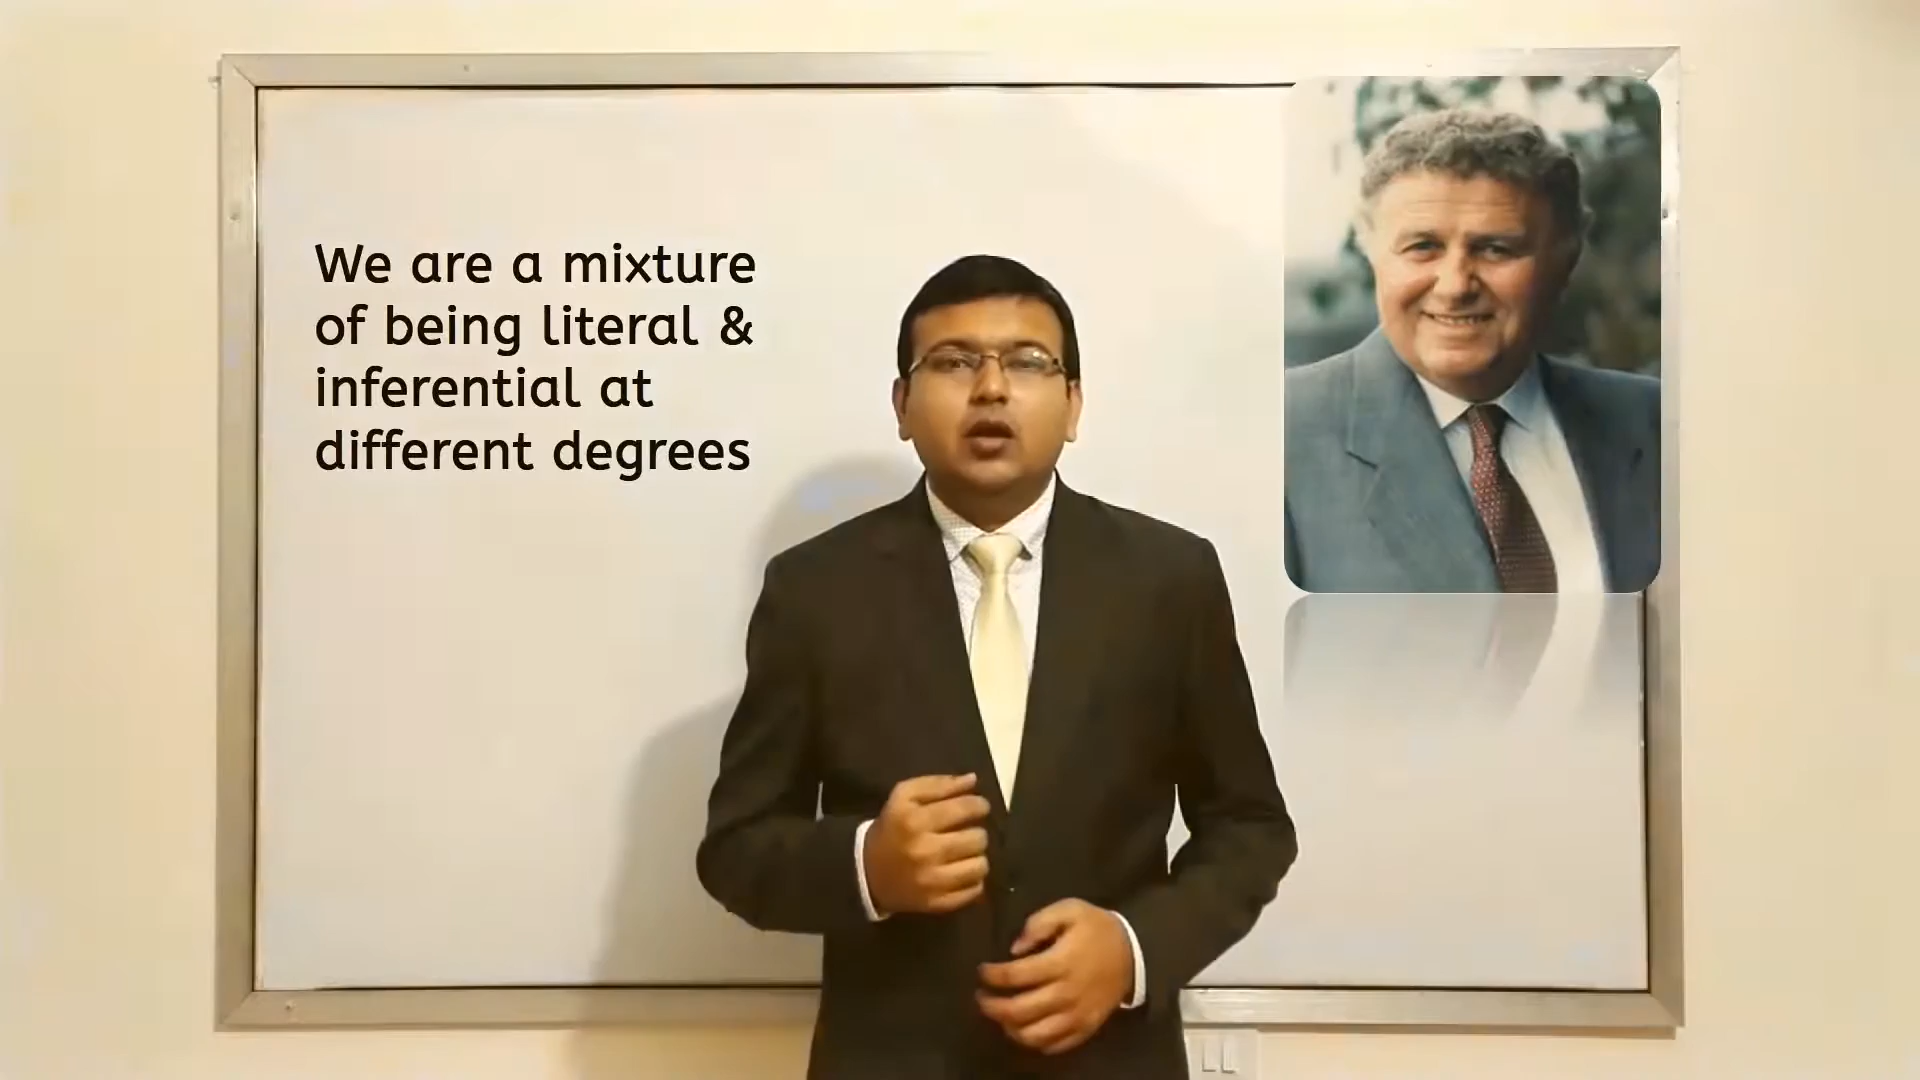 We are a mixture
of being literal &
inferential at
different degrees